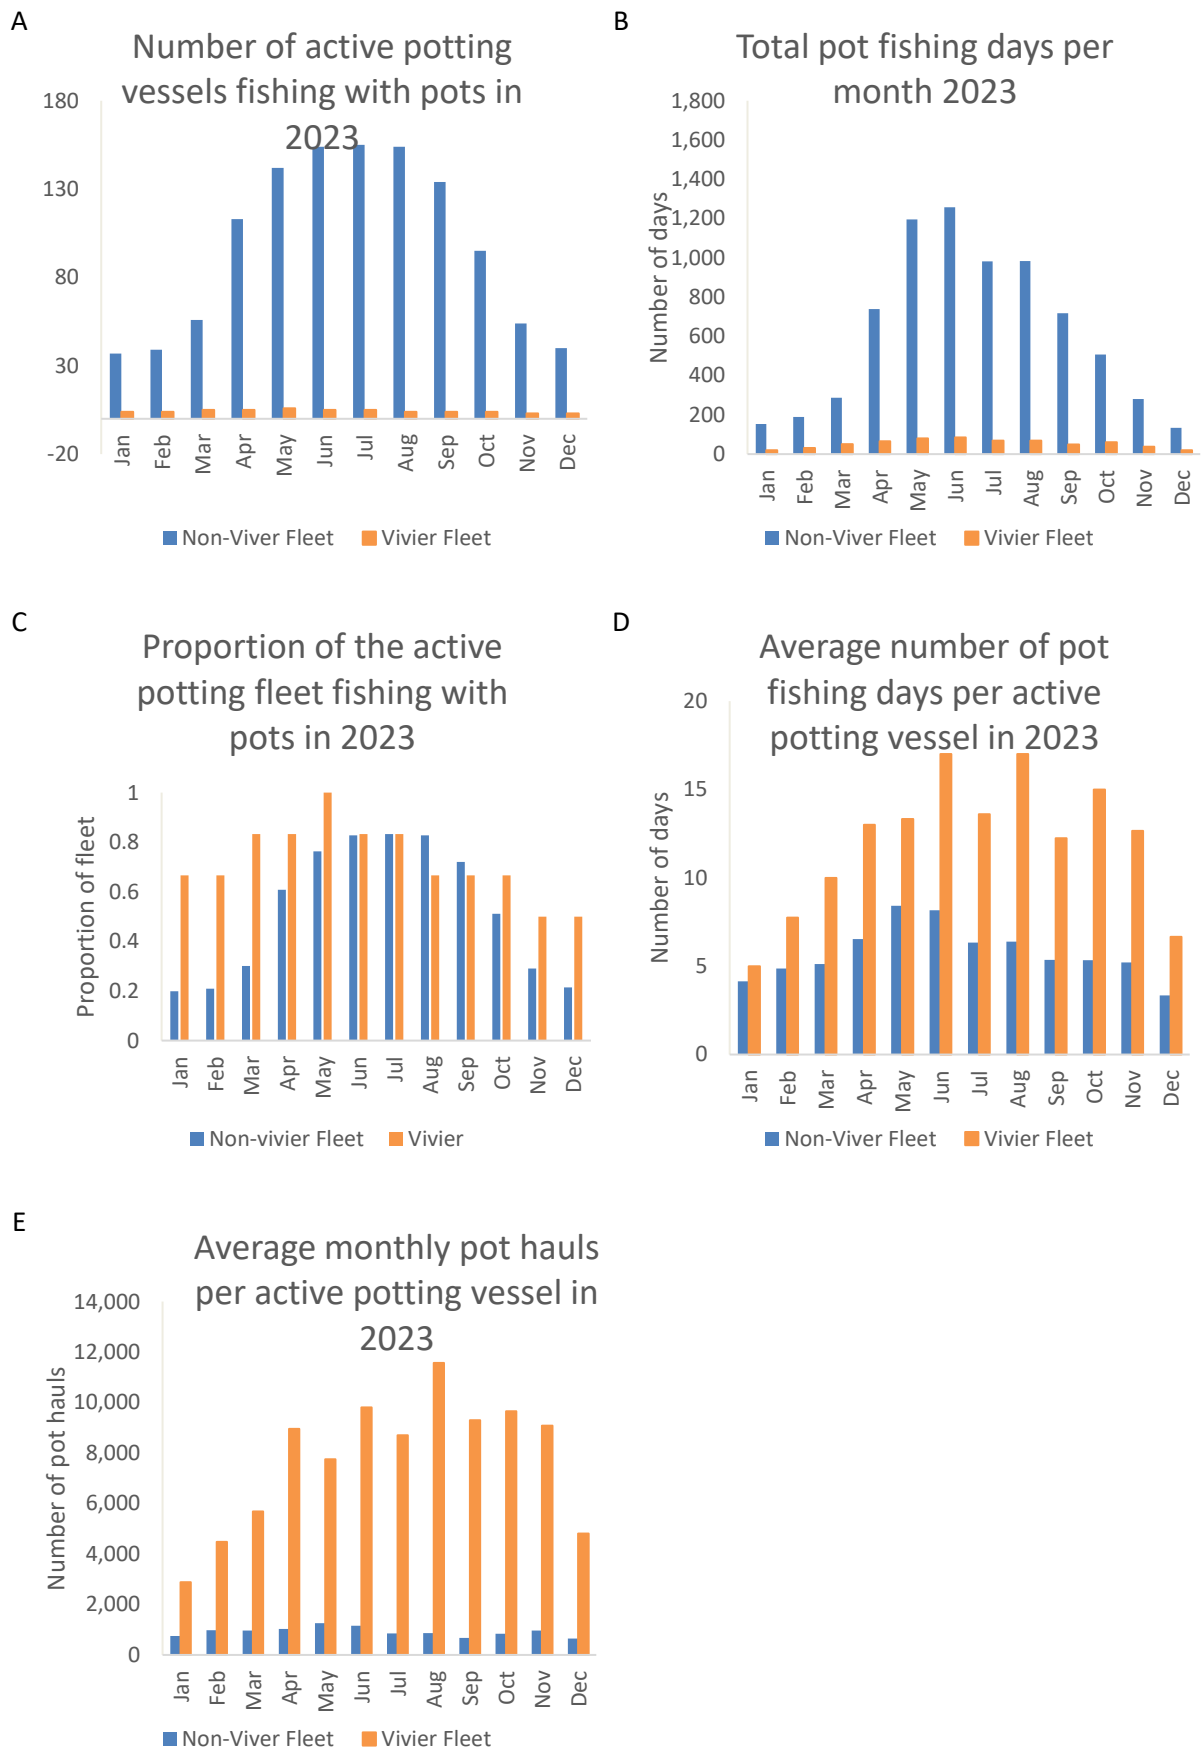 A
Number of active potting
vessels fishing with pots in
2023
180
130
80
30
-20
Jan
Feb
Mar
Apr
May
Jun
Jul
Aug
Sep
Oct
Nov
Dec
Non-Viver Fleet
Vivier Fleet
B
Total pot fishing days per
month 2023
Number of days
1,800
1,600
1,400
1,200
1,000
800
600
400
200
0
Jan
Feb
Mar
Apr
May
Jun
Jul
Aug
Sep
Oct
Nov
Dec
Non-Viver Fleet
Vivier Fleet
C
Proportion of the active
potting fleet fishing with
pots in 2023
Proportion of fleet
1
0.8
0.6
0.4
0.2
0
Jan
Feb
Mar
Apr
May
Jun
Jul
Aug
Sep
Oct
Nov
Dec
Non-vivier Fleet
Vivier
D
Average number of pot
fishing days per active
potting vessel in 2023
Number of days
20
15
10
5
0
Jan
Feb
Mar
Apr
May
Jun
Jul
Aug
Sep
Oct
Nov
Dec
Non-Viver Fleet
Vivier Fleet
E
Average monthly pot hauls
per active potting vessel in
2023
Number of pot hauls
14,000
12,000
10,000
8,000
6,000
4,000
2,000
0
Jan
Feb
Mar
Apr
May
Jun
Jul
Aug
Sep
Oct
Nov
Dec
Non-Viver Fleet
Vivier Fleet